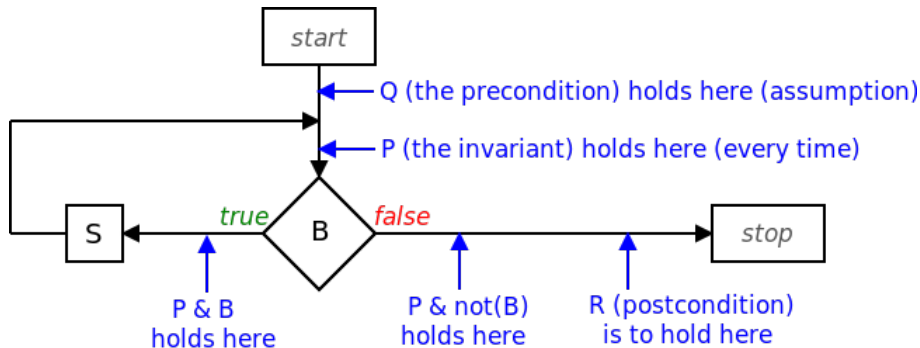 start
Q (the precondition) holds here (assumption)
P (the invariant) holds here (every time)
true
false
S
B
stop
P & B
holds here
P & not(B)
holds here
R (postcondition)
is to hold here